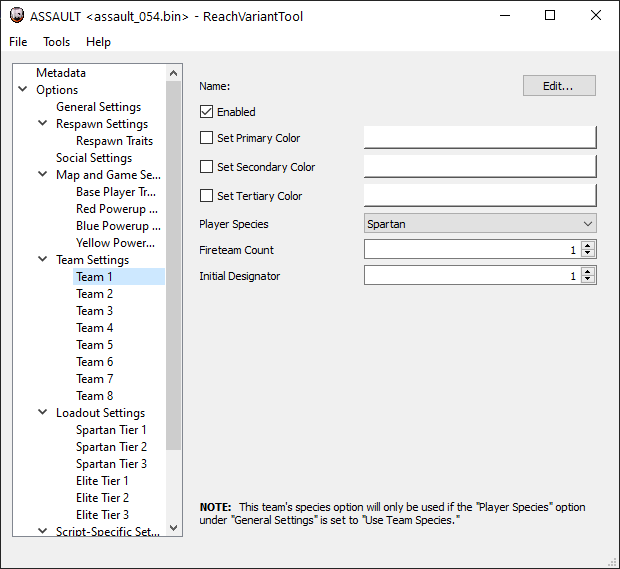 ASSAULT <assault_054.bin> - ReachVariantTool
File Tools Help
Metadata
Options
General Settings
Respawn Settings
Respawn Traits
Social Settings
Map and Game Se...
Base Player Tr...
Red Powerup ...
Blue Powerup ...
Yellow Power...
Team Settings
Team 1
Team 2
Team 3
Team 4
Team 5
Team 6
Team 7
Team 8
Loadout Settings
Spartan Tier 1
Spartan Tier 2
Spartan Tier 3
Elite Tier 1
Elite Tier 2
Elite Tier 3
Script-Specific Set...
Name: Edit...
Enabled
Set Primary Color
Set Secondary Color
Set Tertiary Color
Player Species Spartan
Fireteam Count 1
Initial Designator 1
NOTE: This team's species option will only be used if the "Player Species" option
under "General Settings" is set to "Use Team Species."